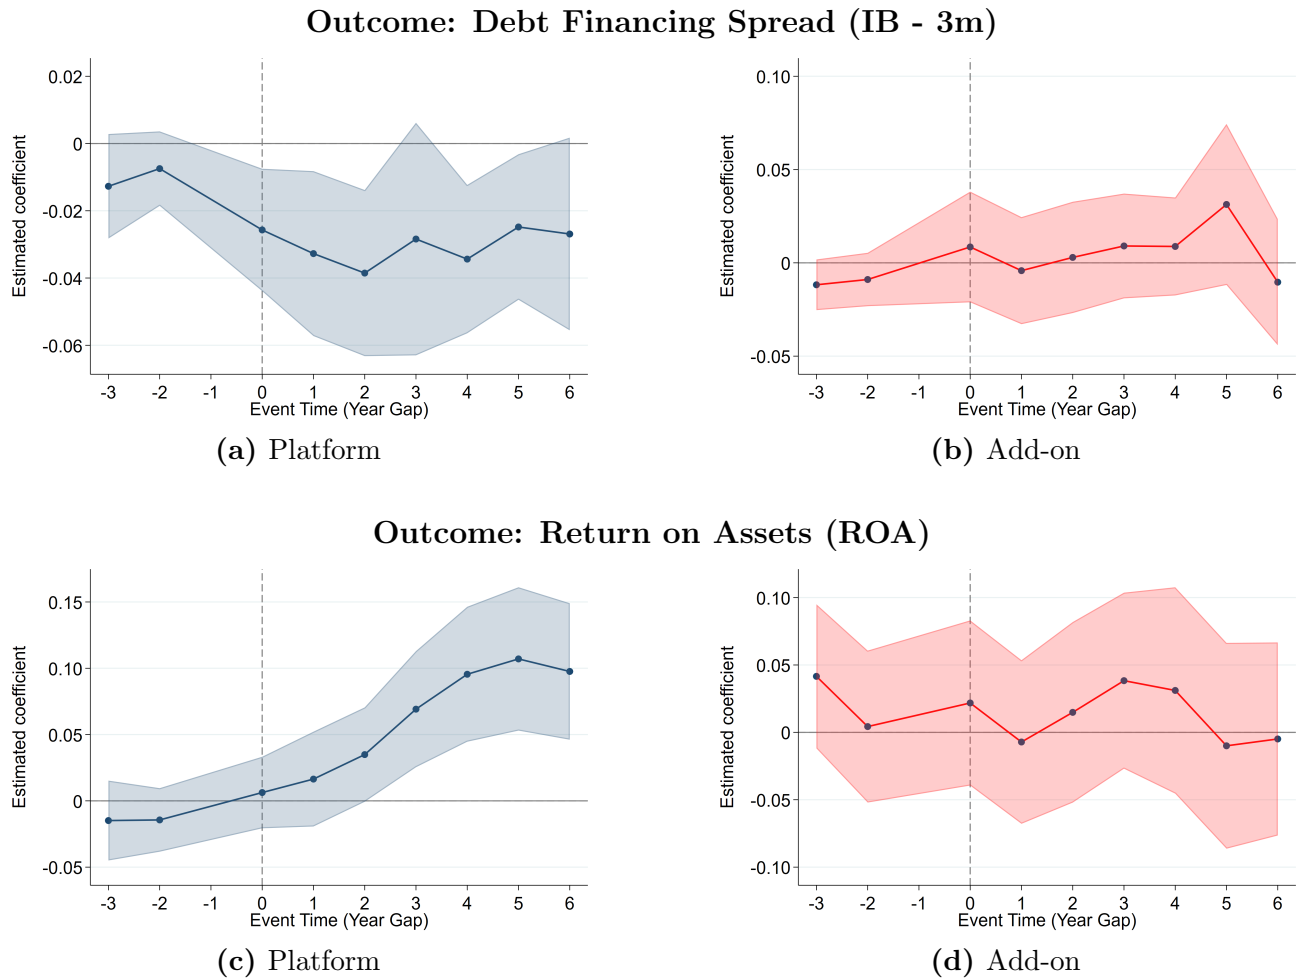 Outcome: Debt Financing Spread (IB - 3m)
0.02
0
-0.02
-0.04
-0.06
Estimated coefficient
-3 -2 -1 0 1 2 3 4 5 6
Event Time (Year Gap)
(a) Platform
0.10
0.05
0
-0.05
Estimated coefficient
-3 -2 -1 0 1 2 3 4 5 6
Event Time (Year Gap)
(b) Add-on
Outcome: Return on Assets (ROA)
0.15
0.10
0.05
0
-0.05
Estimated coefficient
-3 -2 -1 0 1 2 3 4 5 6
Event Time (Year Gap)
(c) Platform
0.10
0.05
0
-0.05
-0.10
Estimated coefficient
-3 -2 -1 0 1 2 3 4 5 6
Event Time (Year Gap)
(d) Add-on